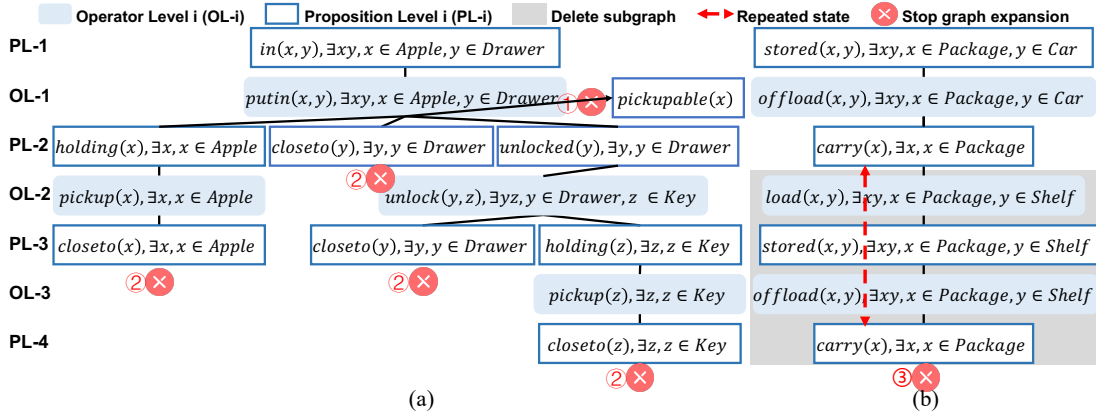 Operator Level i (OL-i) Proposition Level i (PL-i) Delete subgraph Repeated state Stop graph expansion
PL-1 in(x, y), ∃xy, x ∈ Apple, y ∈ Drawer stored(x, y), ∃xy, x ∈ Package, y ∈ Car
OL-1 putin(x, y), ∃xy, x ∈ Apple, y ∈ Drawer ① pickupable(x) offload(x, y), ∃xy, x ∈ Package, y ∈ Car
PL-2 holding(x), ∃x, x ∈ Apple closeto(y), ∃y, y ∈ Drawer unlocked(y), ∃y, y ∈ Drawer carry(x), ∃x, x ∈ Package
②
OL-2 pickup(x), ∃x, x ∈ Apple unlock(y, z), ∃yz, y ∈ Drawer, z ∈ Key load(x, y), ∃xy, x ∈ Package, y ∈ Shelf
PL-3 closeto(x), ∃x, x ∈ Apple closeto(y), ∃y, y ∈ Drawer holding(z), ∃z, z ∈ Key stored(x, y), ∃xy, x ∈ Package, y ∈ Shelf
② ②
OL-3 pickup(z), ∃z, z ∈ Key offload(x, y), ∃xy, x ∈ Package, y ∈ Shelf
PL-4 closeto(z), ∃z, z ∈ Key carry(x), ∃x, x ∈ Package
② ③
(a) (b)